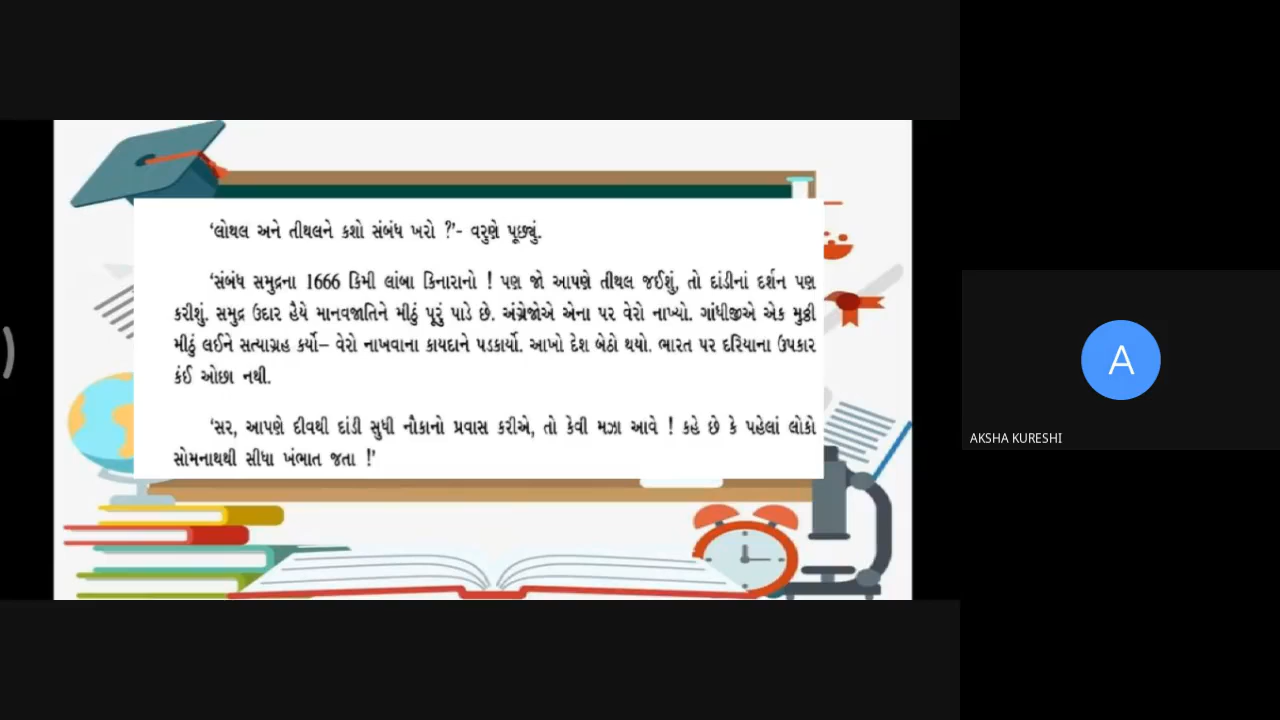 ‘લોથલ અને તીથલને કશો સંબંધ ખરો ?’- વરુણે પૂછ્યું.
‘સંબંધ સમુદ્રના 1666 કિમી લાંબા કિનારાનો ! પણ જો આપણે તીથલ જઈશું, તો દાંડીનાં દર્શન પણ
કરીશું. સમુદ્ર ઉદાર હૈયે માનવજાતિને મીઠું પૂરું પાડે છે. અંગ્રેજોએ એના પર વેરો નાખ્યો. ગાંધીજીએ એક મુઠ્ઠી
મીઠું લઈને સત્યાગ્રહ કર્યો– વેરો નાખવાના કાયદાને પડકાર્યો. આખો દેશ બેઠો થયો. ભારત પર દરિયાના ઉપકાર
કંઈ ઓછા નથી.
‘સર, આપણે દીવથી દાંડી સુધી નૌકાનો પ્રવાસ કરીએ, તો કેવી મઝા આવે ! કહે છે કે પહેલાં લોકો
સોમનાથથી સીધા ખંભાત જતા !’
A
AKSHA KURESHI